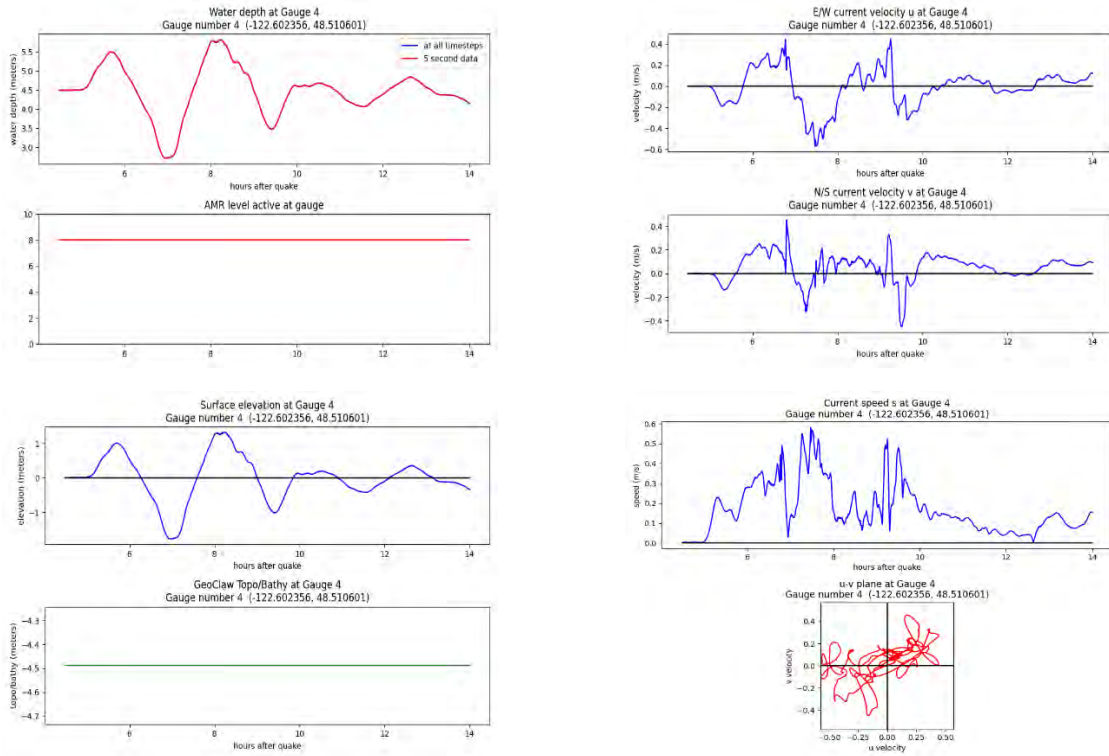 Water depth at Gauge 4
Gauge number 4 (-122.602356, 48.510601)
water depth (meters)
5.5
5.0
4.5
4.0
3.5
3.0
af all timesteps
5 second data
6 8 10 12 14
hours after quake
AMR level active at gauge
10
8
6
4
2
0
6 8 10 12 14
hours after quake
Surface elevation at Gauge 4
Gauge number 4 (-122.602356, 48.510601)
elevation (meters)
1
0
−1
6 8 10 12 14
hours after quake
GeoClaw Topo/Bathy at Gauge 4
Gauge number 4 (-122.602356, 48.510601)
topo/bathy (meters)
−4.3
−4.4
−4.5
−4.6
−4.7
6 8 10 12 14
hours after quake
E/W current velocity u at Gauge 4
Gauge number 4 (-122.602356, 48.510601)
velocity (m/s)
0.4
0.2
0.0
−0.2
−0.4
−0.6
6 8 10 12 14
hours after quake
N/S current velocity v at Gauge 4
Gauge number 4 (-122.602356, 48.510601)
velocity (m/s)
0.4
0.2
0.0
−0.2
−0.4
6 8 10 12 14
hours after quake
Current speed s at Gauge 4
Gauge number 4 (-122.602356, 48.510601)
speed (m/s)
0.6
0.5
0.4
0.3
0.2
0.1
0.0
6 8 10 12 14
hours after quake
u-v plane at Gauge 4
Gauge number 4 (-122.602356, 48.510601)
v velocity
0.4
0.2
0.0
−0.2
−0.4
−0.50 −0.25 0.00 0.25 0.50
u velocity